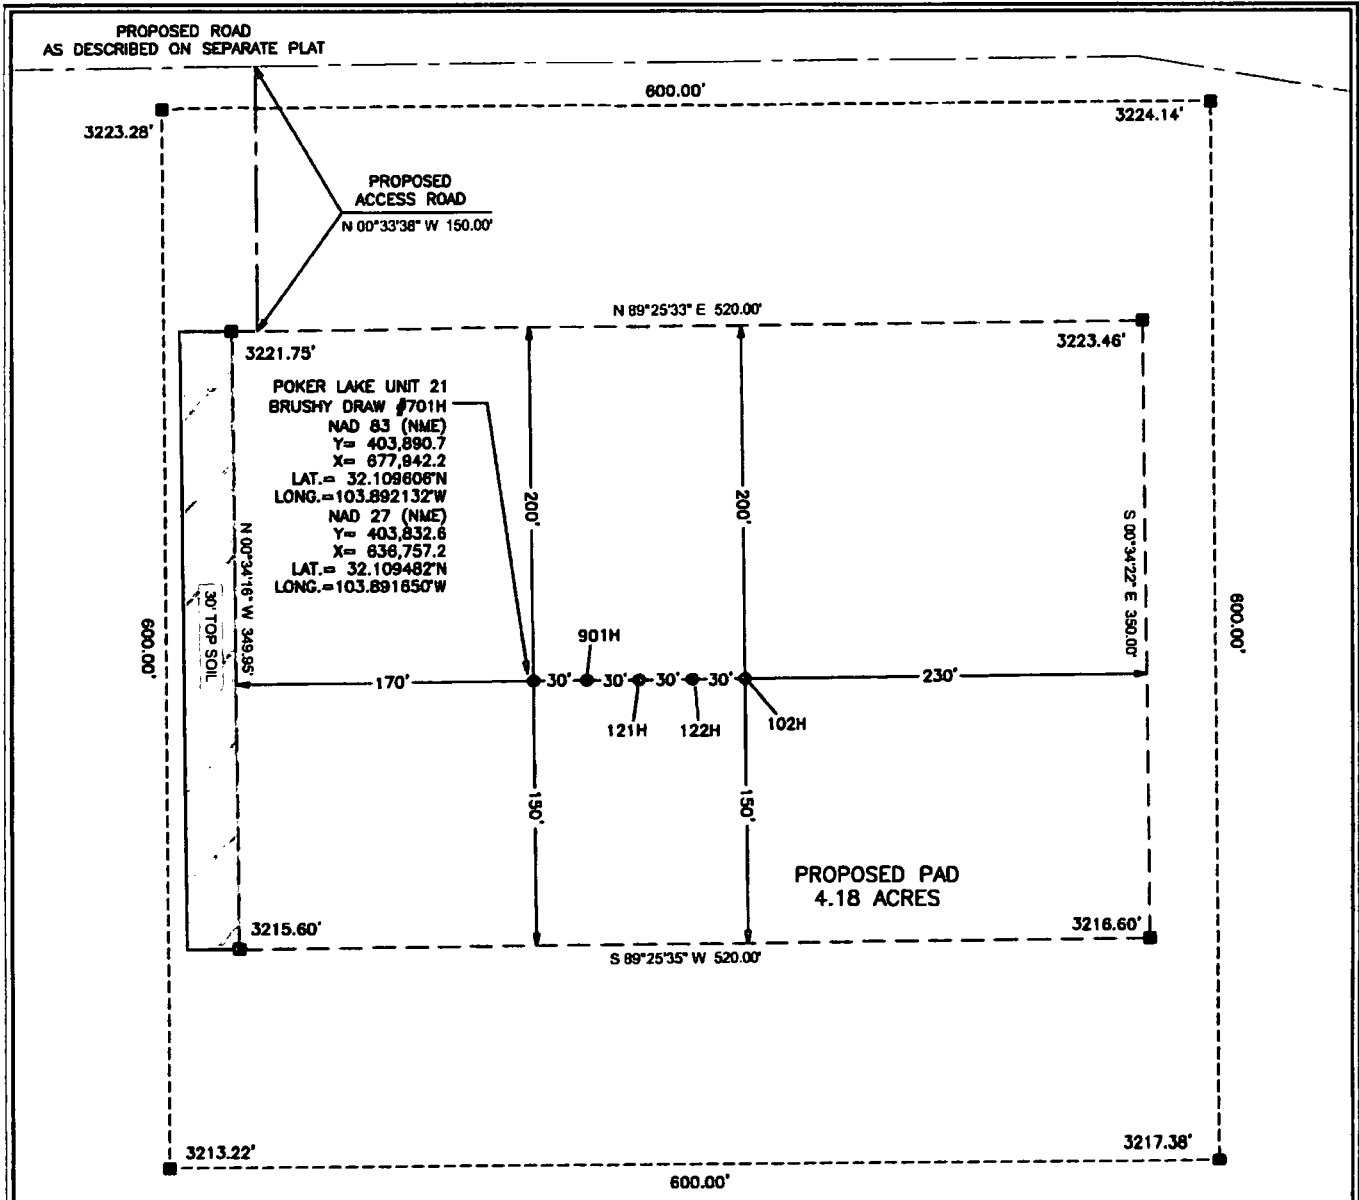 PROPOSED ROAD
AS DESCRIBED ON SEPARATE PLAT
600.00'
3223.28'
3224.14'
PROPOSED
ACCESS ROAD
N 00°33'38" W 150.00'
N 89°25'33" E 520.00'
3221.75'
3223.46'
POKER LAKE UNIT 21
BRUSHY DRAW #701H
NAD 83 (NME)
Y= 403,890.7
X= 677,942.2
LAT.= 32.109606°N
LONG.=103.892132°W
NAD 27 (NME)
Y= 403,832.6
X= 636,757.2
LAT.= 32.109482°N
LONG.=103.891650°W
200'
200'
N 00°34'16" W 349.95'
S 00°34'22" E 350.00'
30' TOP SOIL
600.00'
600.00'
901H
170'
30'
30'
30'
30'
230'
121H
122H
102H
150'
150'
PROPOSED PAD
4.18 ACRES
3215.60'
3216.60'
S 89°25'35" W 520.00'
3213.22'
3217.38'
600.00'